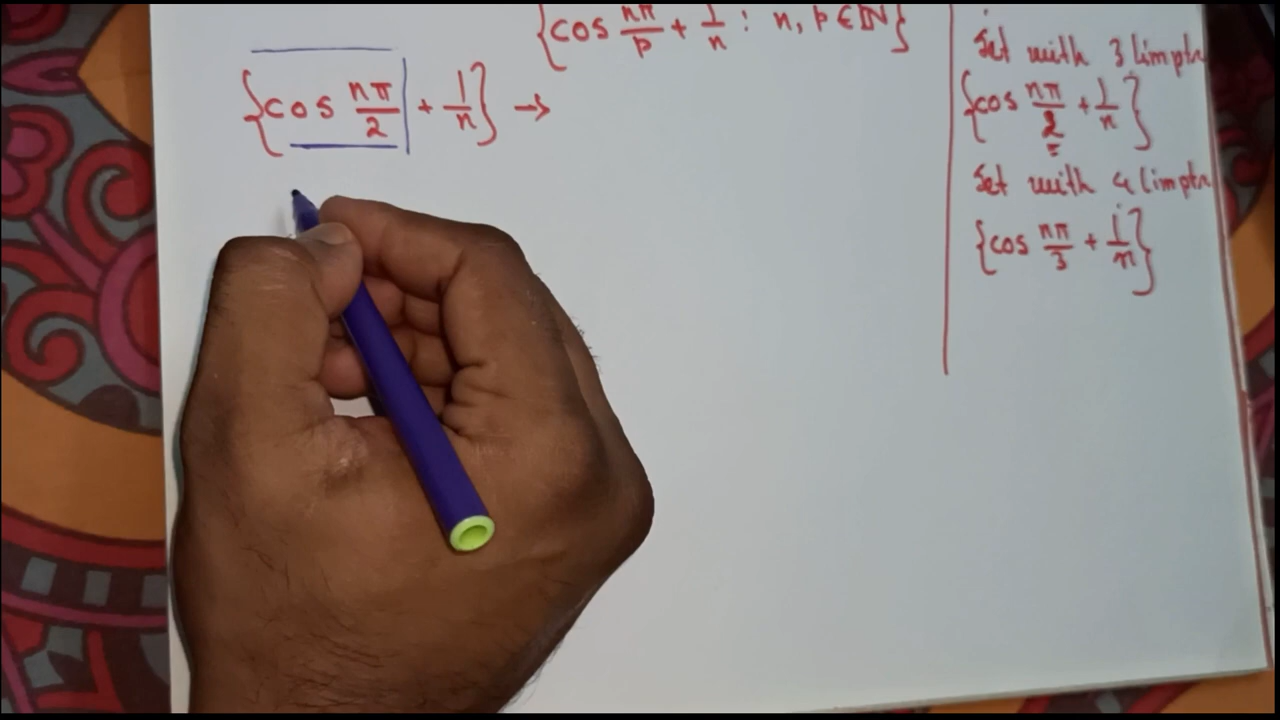 {cos nπ/p + 1/n : n, p ∈ ℕ}
{cos nπ/2 + 1/n} →
Set with 3 limpts
{cos nπ/2 + 1/n}
Set with 4 limpts
{cos nπ/3 + 1/n}